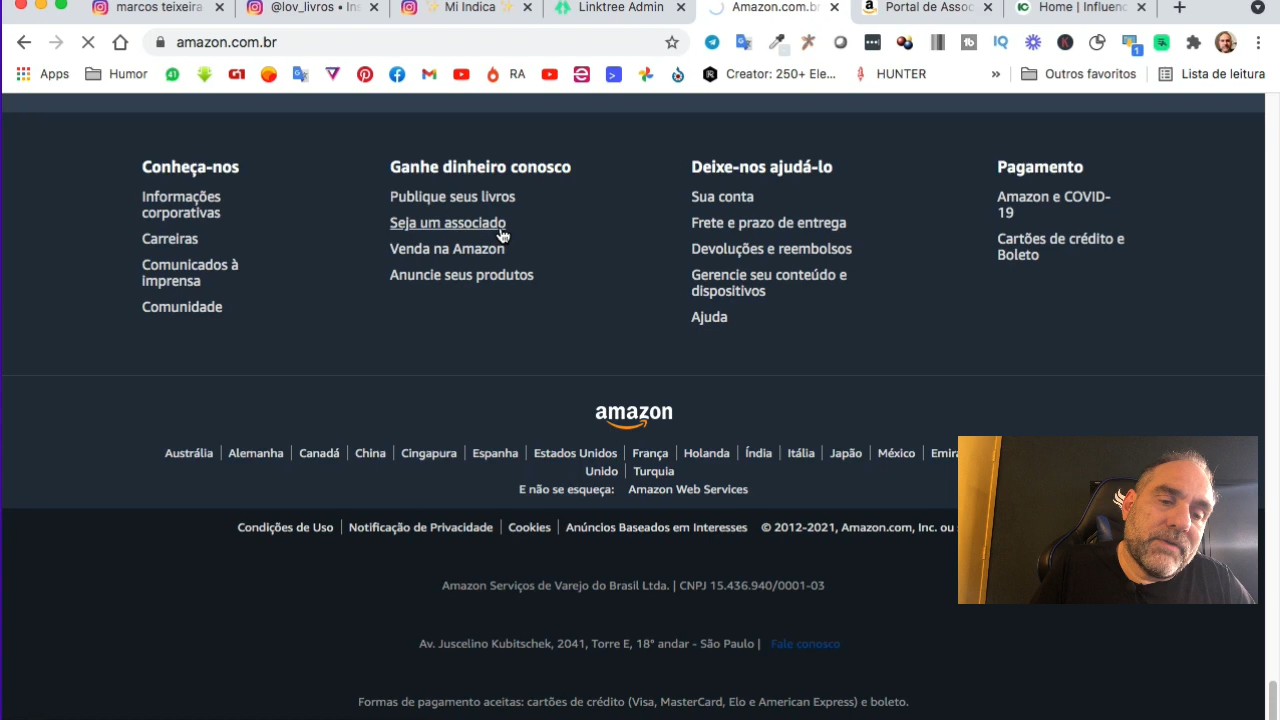 marcos teixeira
@lov_livros • Ins
Mi Indica
Linktree Admin
Amazon.com.br
Portal de Assoc
Home | Influenc
amazon.com.br
Apps
Humor
RA
Creator: 250+ Ele...
HUNTER
»
Outros favoritos
Lista de leitura
Conheça-nos
Informações
corporativas
Carreiras
Comunicados à
imprensa
Comunidade
Ganhe dinheiro conosco
Publique seus livros
Seja um associado
Venda na Amazon
Anuncie seus produtos
Deixe-nos ajudá-lo
Sua conta
Frete e prazo de entrega
Devoluções e reembolsos
Gerencie seu conteúdo e
dispositivos
Ajuda
Pagamento
Amazon e COVID-
19
Cartões de crédito e
Boleto
amazon
Austrália | Alemanha | Canadá | China | Cingapura | Espanha | Estados Unidos | França | Holanda | Índia | Itália | Japão | México |
Unido | Turquia
E não se esqueça: Amazon Web Services
Condições de Uso | Notificação de Privacidade | Cookies | Anúncios Baseados em Interesses © 2012-2021, Amazon.com, Inc. ou
Amazon Serviços de Varejo do Brasil Ltda. | CNPJ 15.436.940/0001-03
Av. Juscelino Kubitschek, 2041, Torre E, 18° andar - São Paulo | Fale conosco
Formas de pagamento aceitas: cartões de crédito (Visa, MasterCard, Elo e American Express) e boleto.